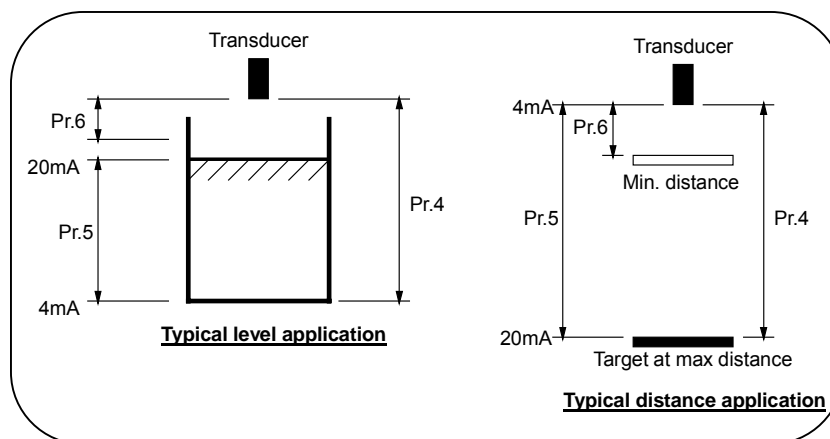 Transducer
Pr.6
20mA
Pr.5
Pr.4
4mA
Typical level application
Transducer
4mA
Pr.6
Min. distance
Pr.5
Pr.4
20mA
Target at max distance
Typical distance application